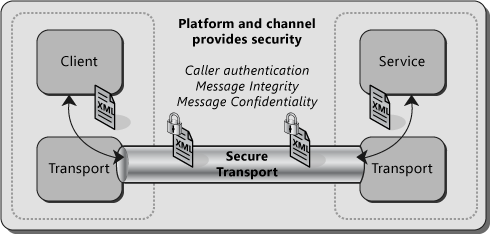 Platform and channel
provides security
Client
Service
Caller authentication
Message Integrity
Message Confidentiality
XML
XML
XML
XML
Transport
Secure
Transport
Transport